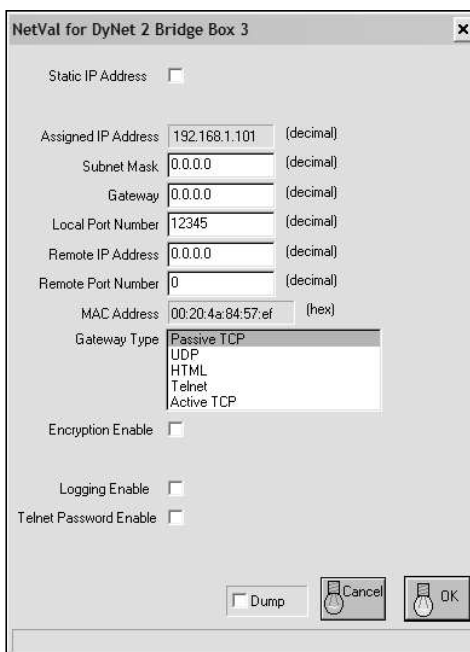 NetVal for DyNet 2 Bridge Box 3
Static IP Address
Assigned IP Address 192.168.1.101 (decimal)
Subnet Mask 0.0.0.0 (decimal)
Gateway 0.0.0.0 (decimal)
Local Port Number 12345 (decimal)
Remote IP Address 0.0.0.0 (decimal)
Remote Port Number 0 (decimal)
MAC Address 00:20:4a:84:57:ef (hex)
Gateway Type Passive TCP
UDP
HTML
Telnet
Active TCP
Encryption Enable
Logging Enable
Telnet Password Enable
Dump Cancel OK